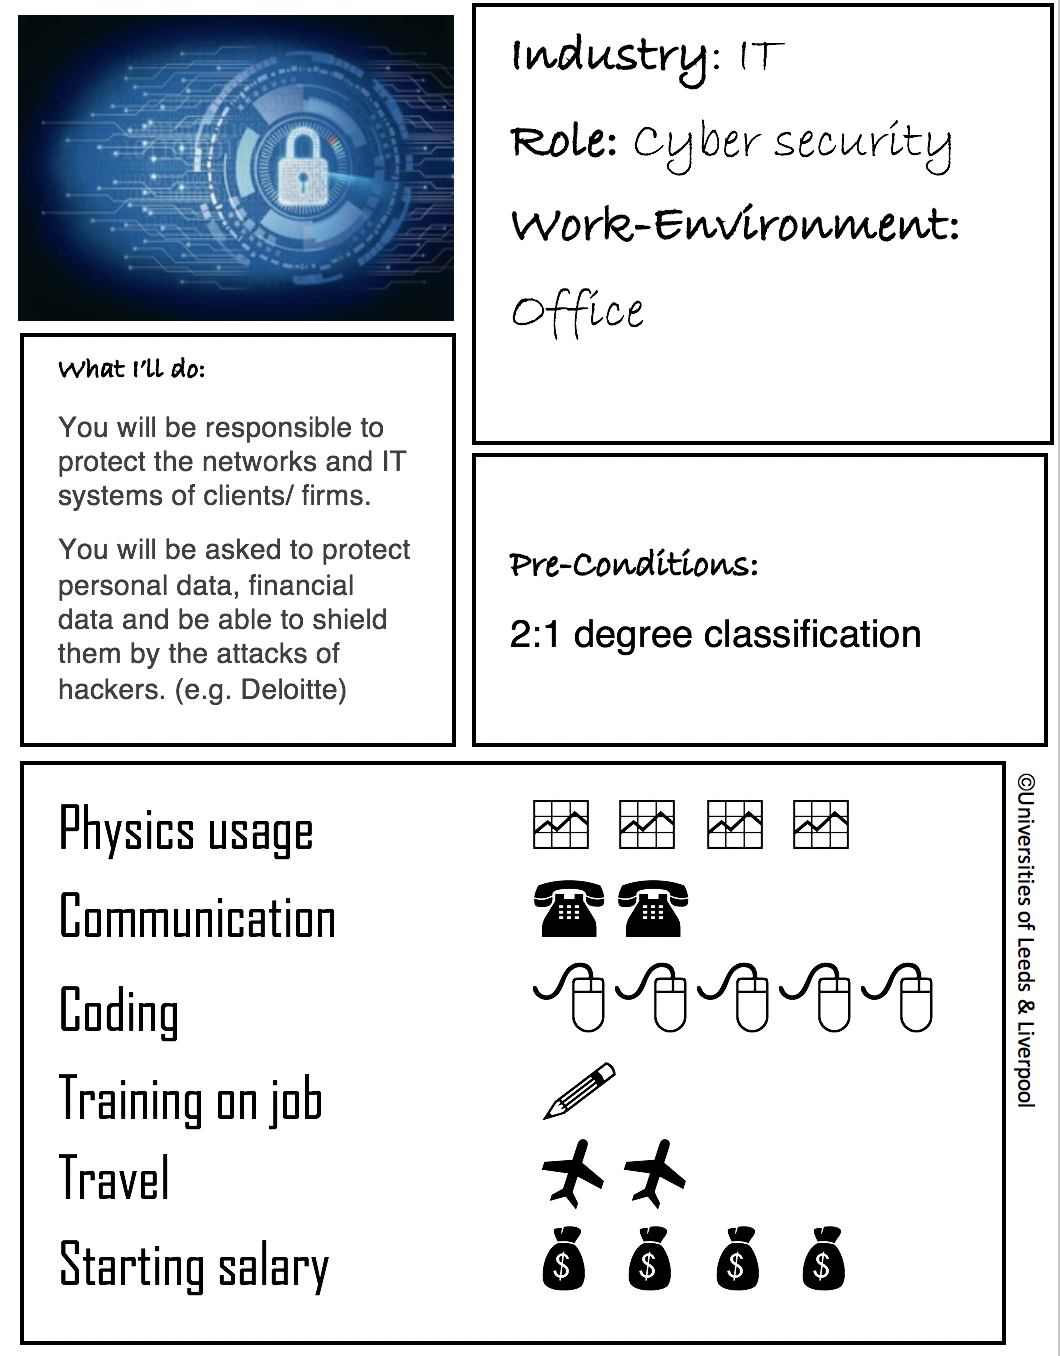 Industry: IT
Role: Cyber security
Work-Environment:
Office
What I'll do:
You will be responsible to
protect the networks and IT
systems of clients/ firms.
You will be asked to protect
personal data, financial
data and be able to shield
them by the attacks of
hackers. (e.g. Deloitte)
Pre-Conditions:
2:1 degree classification
Physics usage
Communication
Coding
Training on job
Travel
Starting salary
©Universities of Leeds & Liverpool